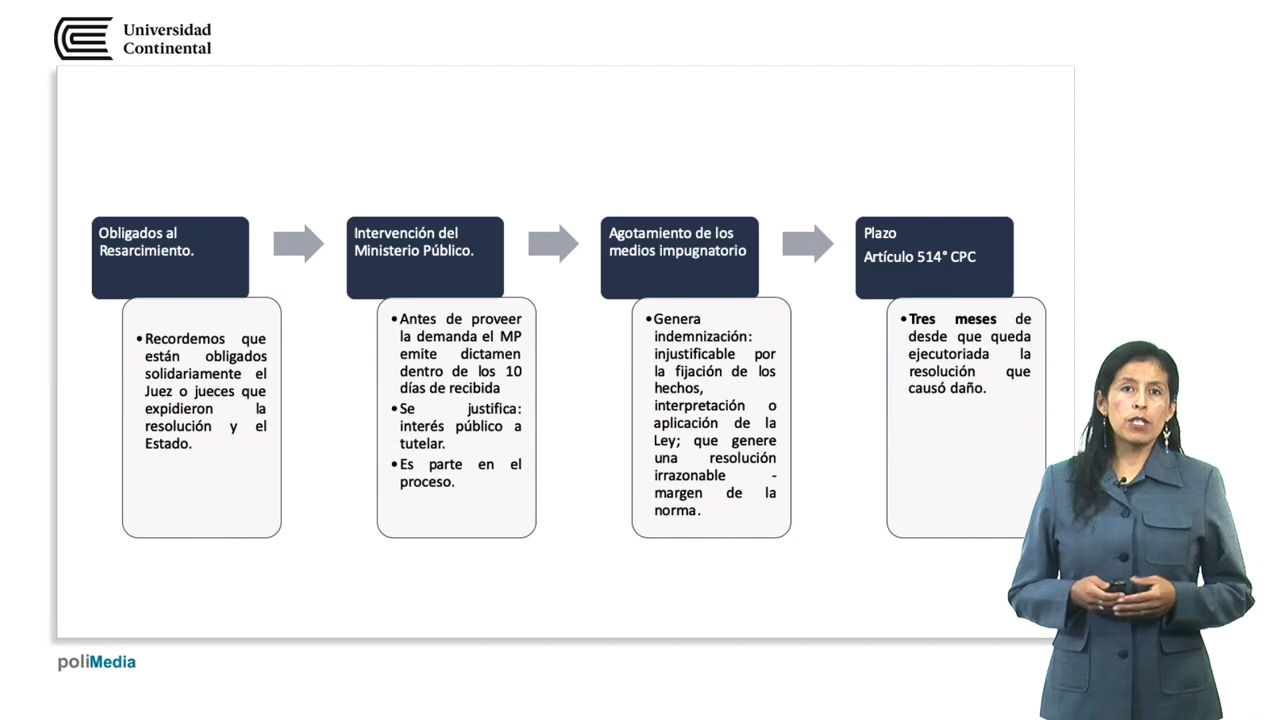 Universidad
Continental
Obligados al
Resarcimiento.
•Recordemos que
están obligados
solidariamente el
Juez o jueces que
expidieron la
resolución y el
Estado.
Intervención del
Ministerio Público.
•Antes de proveer
la demanda el MP
emite dictamen
dentro de los 10
días de recibida
•Se justifica:
interés público a
tutelar.
•Es parte en el
proceso.
Agotamiento de los
medios impugnatorio
•Genera
indemnización:
injustificable por
la fijación de los
hechos,
interpretación o
aplicación de la
Ley; que genere
una resolución
irrazonable -
margen de la
norma.
Plazo
Artículo 514° CPC
•Tres meses de
desde que queda
ejecutoriada la
resolución que
causó daño.
poliMedia